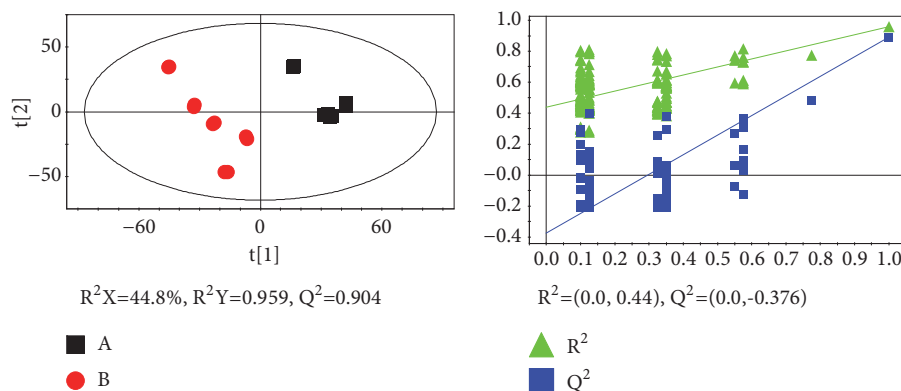 50
0
−50
t[2]
−60
0
60
t[1]
R²X=44.8%, R²Y=0.959, Q²=0.904
A
B
1.0
0.8
0.6
0.4
0.2
−0.0
−0.2
−0.4
0.0 0.1 0.2 0.3 0.4 0.5 0.6 0.7 0.8 0.9 1.0
R²=(0.0, 0.44), Q²=(0.0,-0.376)
R²
Q²